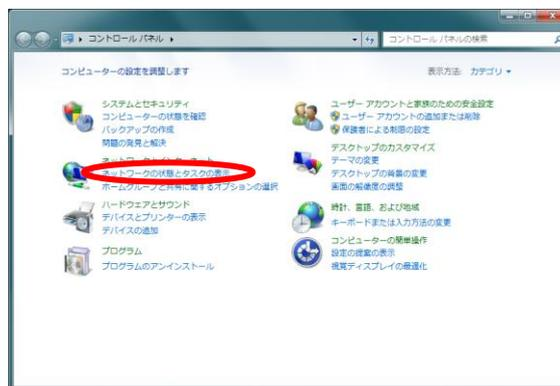 コントロール パネル
コントロール パネルの検索
コンピューターの設定を調整します
表示方法: カテゴリ
システムとセキュリティ
コンピューターの状態を確認
バックアップの作成
問題の発見と解決
ネットワークとインターネット
ネットワークの状態とタスクの表示
ホームグループと共有に関するオプションの選択
ハードウェアとサウンド
デバイスとプリンターの表示
デバイスの追加
プログラム
プログラムのアンインストール
ユーザー アカウントと家族のための安全設定
ユーザー アカウントの追加または削除
保護者による制限の設定
デスクトップのカスタマイズ
テーマの変更
デスクトップの背景の変更
画面の解像度の調整
時計、言語、および地域
キーボードまたは入力方法の変更
コンピューターの簡単操作
設定の提案の表示
視覚ディスプレイの最適化